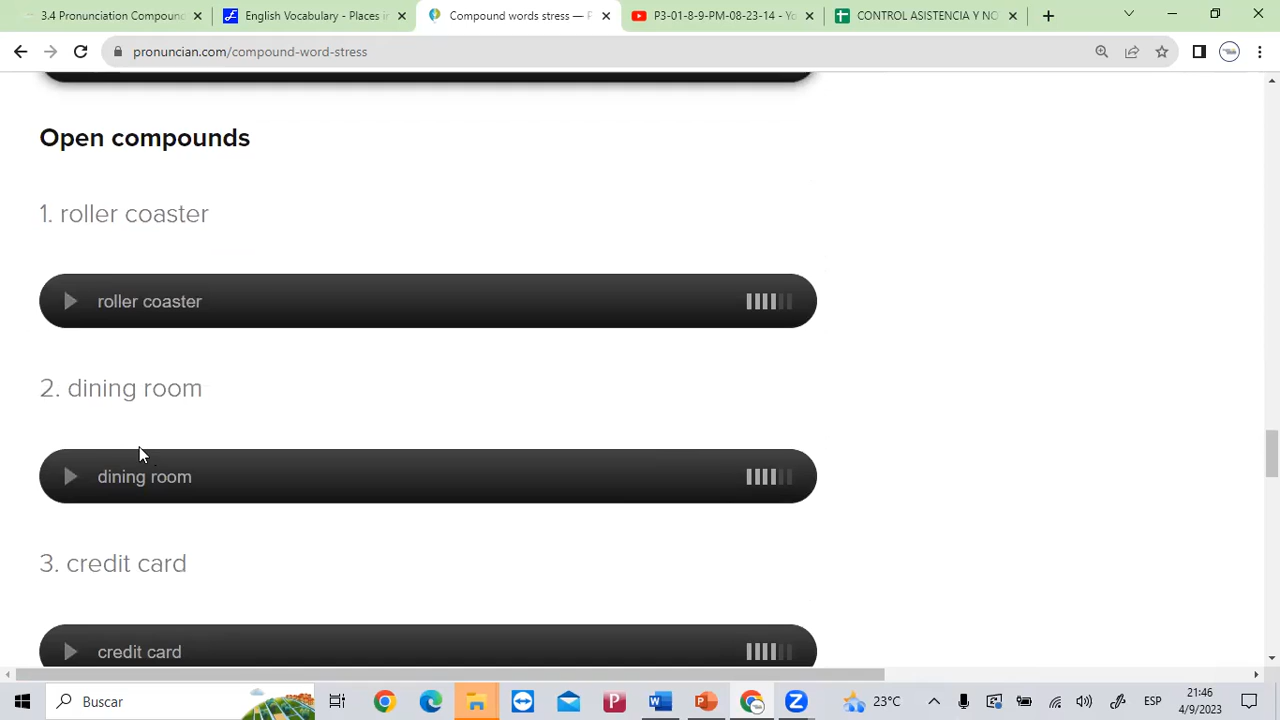 3.4 Pronunciation Compoun
English Vocabulary - Places in
Compound words stress — P
P3-01-8-9-PM-08-23-14 - Yo
CONTROL ASISTENCIA Y NO
pronuncian.com/compound-word-stress
Open compounds
1. roller coaster
roller coaster
2. dining room
dining room
3. credit card
credit card
Buscar
23°C
ESP
21:46
4/9/2023